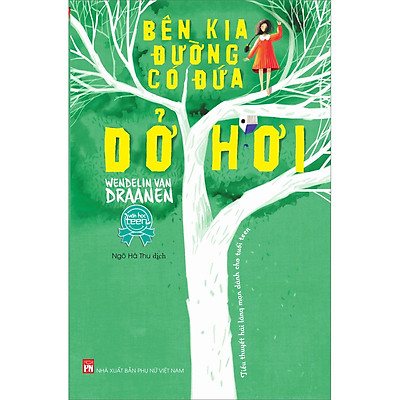 BÊN KIA
ĐƯỜNG
CÓ ĐỨA
DỞ HƠI
WENDELIN VAN
DRAANEN
văn học
teen
Ngô Hà Thu dịch
Tiểu thuyết hài lãng mạn dành cho tuổi teen
PN
NHÀ XUẤT BẢN PHỤ NỮ VIỆT NAM